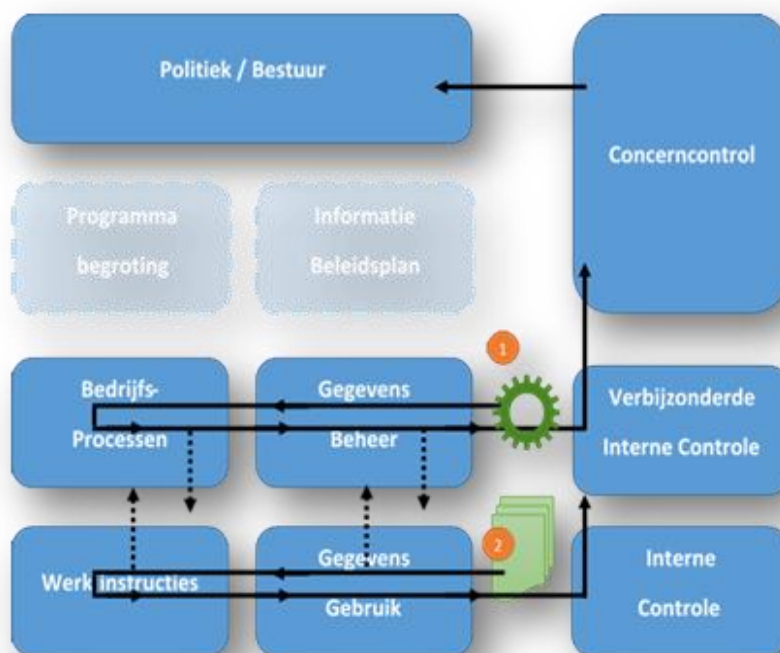 Politiek / Bestuur
Concerncontrol
Programma
begroting
Informatie
Beleidsplan
1
Bedrijfs-
Processen
Gegevens
Beheer
Verbijzonderde
Interne Controle
2
Werk instructies
Gegevens
Gebruik
Interne
Controle